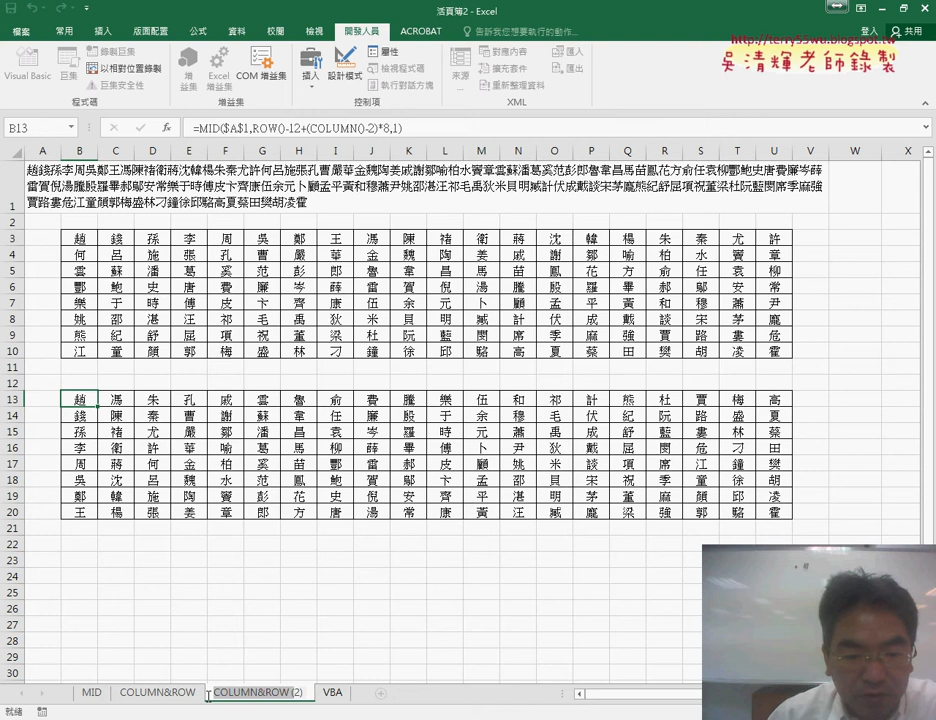 活頁簿2 - Excel
檔案 常用 插入 版面配置 公式 資料 校閱 檢視 開發人員 ACROBAT 告訴我您想要執行的動作... 登入 共用
http://terry55wu.blogspot.tw
吳清輝老師錄製
Visual Basic 巨集 錄製巨集 以相對位置錄製 巨集安全性 增益集 Excel 增益集 COM 增益集 插入 設計模式 屬性 檢視程式碼 執行對話方塊 來源 對應內容 擴充套件 重新整理資料 匯入 匯出
程式碼 增益集 控制項 XML
B13 =MID($A$1,ROW()-12+(COLUMN()-2)*8,1)
A B C D E F G H I J K L M N O P Q R S T U V W X
趙錢孫李周吳鄭王馮陳褚衛蔣沈韓楊朱秦尤許何呂施張孔曹嚴華金魏陶姜戚謝鄒喻柏水竇章雲蘇潘葛奚范彭郎魯韋昌馬苗鳳花方俞任袁柳酆鮑史唐費廉岑薛
雷賀倪湯滕殷羅畢郝鄔安常樂于時傅皮卞齊康伍余元卜顧孟平黃和穆蕭尹姚邵湛汪祁毛禹狄米貝明臧計伏成戴談宋茅龐熊紀舒屈項祝董梁杜阮藍閔席季麻強
1 賈路婁危江童顏郭梅盛林刁鐘徐邱駱高夏蔡田樊胡凌霍
2
3 趙 錢 孫 李 周 吳 鄭 王 馮 陳 褚 衛 蔣 沈 韓 楊 朱 秦 尤 許
4 何 呂 施 張 孔 曹 嚴 華 金 魏 陶 姜 戚 謝 鄒 喻 柏 水 竇 章
5 雲 蘇 潘 葛 奚 范 彭 郎 魯 韋 昌 馬 苗 鳳 花 方 俞 任 袁 柳
6 酆 鮑 史 唐 費 廉 岑 薛 雷 賀 倪 湯 滕 殷 羅 畢 郝 鄔 安 常
7 樂 于 時 傅 皮 卞 齊 康 伍 余 元 卜 顧 孟 平 黃 和 穆 蕭 尹
8 姚 邵 湛 汪 祁 毛 禹 狄 米 貝 明 臧 計 伏 成 戴 談 宋 茅 龐
9 熊 紀 舒 屈 項 祝 董 梁 杜 阮 藍 閔 席 季 麻 強 賈 路 婁 危
10 江 童 顏 郭 梅 盛 林 刁 鐘 徐 邱 駱 高 夏 蔡 田 樊 胡 凌 霍
11
12
13 趙 馮 朱 孔 戚 雲 魯 俞 費 滕 樂 伍 和 祁 計 熊 杜 賈 梅 高
14 錢 陳 秦 曹 謝 蘇 韋 任 廉 殷 于 余 穆 毛 伏 紀 阮 路 盛 夏
15 孫 褚 尤 嚴 鄒 潘 昌 袁 岑 羅 時 元 蕭 禹 成 舒 藍 婁 林 蔡
16 李 衛 許 華 喻 葛 馬 柳 薛 畢 傅 卜 尹 狄 戴 屈 閔 危 刁 田
17 周 蔣 何 金 柏 奚 苗 酆 雷 郝 皮 顧 姚 米 談 項 席 江 鐘 樊
18 吳 沈 呂 魏 水 范 鳳 鮑 賀 鄔 卞 孟 邵 貝 宋 祝 季 童 徐 胡
19 鄭 韓 施 陶 竇 彭 花 史 倪 安 齊 平 湛 明 茅 董 麻 顏 邱 凌
20 王 楊 張 姜 章 郎 方 唐 湯 常 康 黃 汪 臧 龐 梁 強 郭 駱 霍
21
22
23
24
25
26
27
28
29
30
MID COLUMN&ROW COLUMN&ROW (2) VBA
就緒